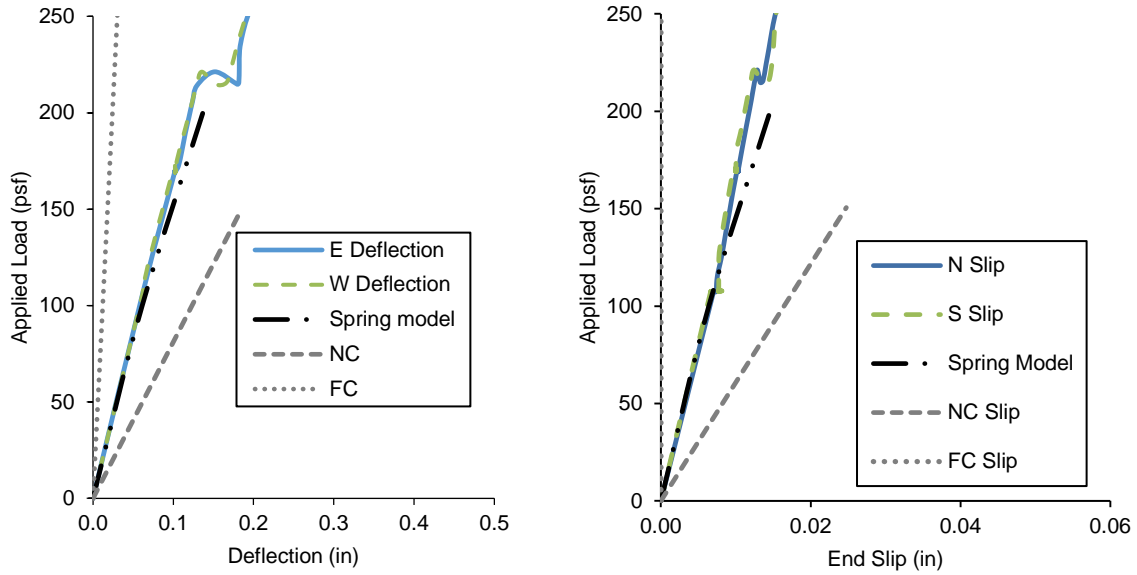 250
200
150
100
50
0
Applied Load (psf)
E Deflection
W Deflection
Spring model
NC
FC
0.0 0.1 0.2 0.3 0.4 0.5
Deflection (in)
250
200
150
100
50
0
Applied Load (psf)
N Slip
S Slip
Spring Model
NC Slip
FC Slip
0.00 0.02 0.04 0.06
End Slip (in)